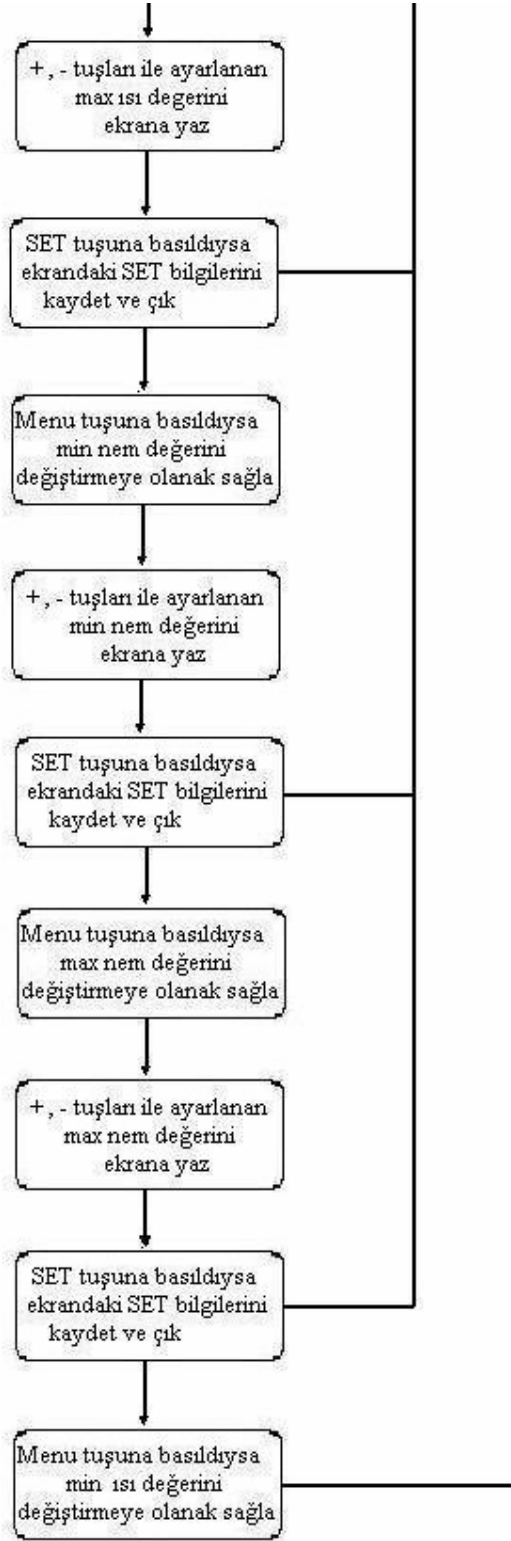 + , - tuşları ile ayarlanan
max ısı degerini
ekrana yaz
SET tuşuna basıldıysa
ekrandaki SET bilgilerini
kaydet ve çık
Menu tuşuna basıldıysa
min nem değerini
değiştirmeye olanak sağla
+ , - tuşları ile ayarlanan
min nem değerini
ekrana yaz
SET tuşuna basıldıysa
ekrandaki SET bilgilerini
kaydet ve çık
Menu tuşuna basıldıysa
max nem değerini
değiştirmeye olanak sağla
+ , - tuşları ile ayarlanan
max nem değerini
ekrana yaz
SET tuşuna basıldıysa
ekrandaki SET bilgilerini
kaydet ve çık
Menu tuşuna basıldıysa
min ısı değerini
değiştirmeye olanak sağla